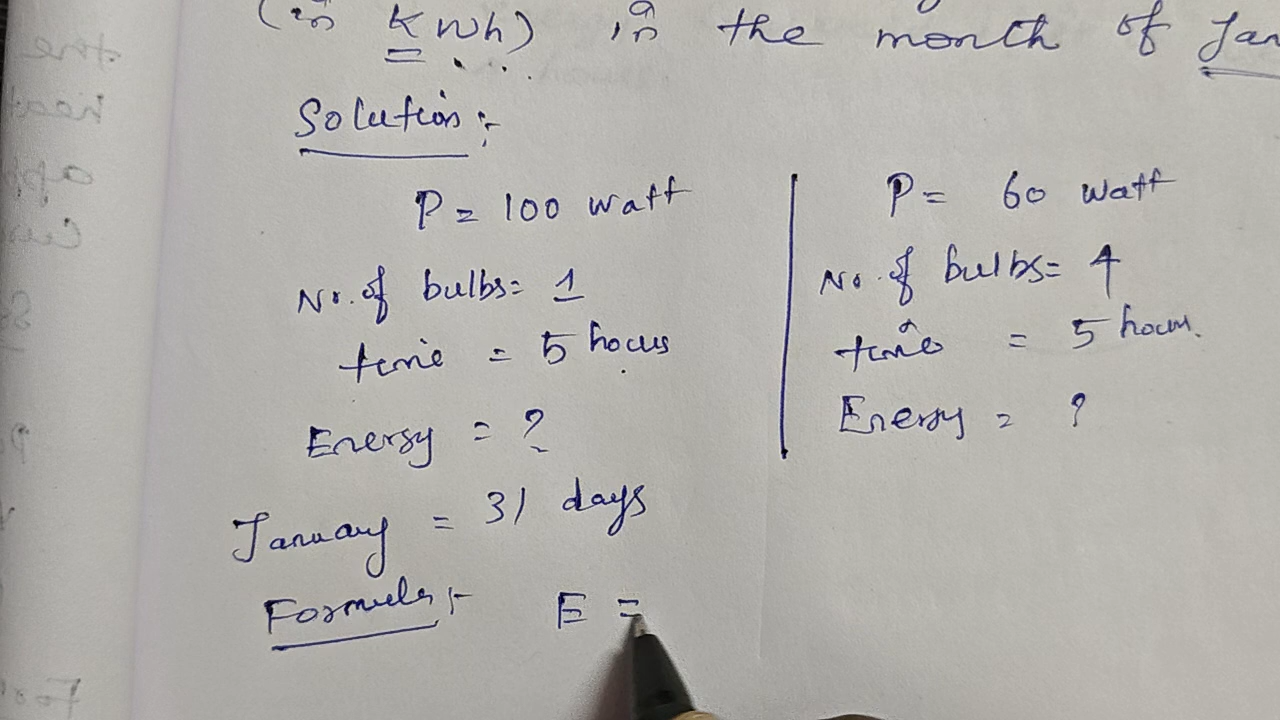 (in kWh) in the month of Jan
Solution:-
P = 100 watt
No. of bulbs = 1
time = 5 hours
Energy = ?
P = 60 watt
No. of bulbs = 4
time = 5 hours.
Energy = ?
January = 31 days
Formula:- E =